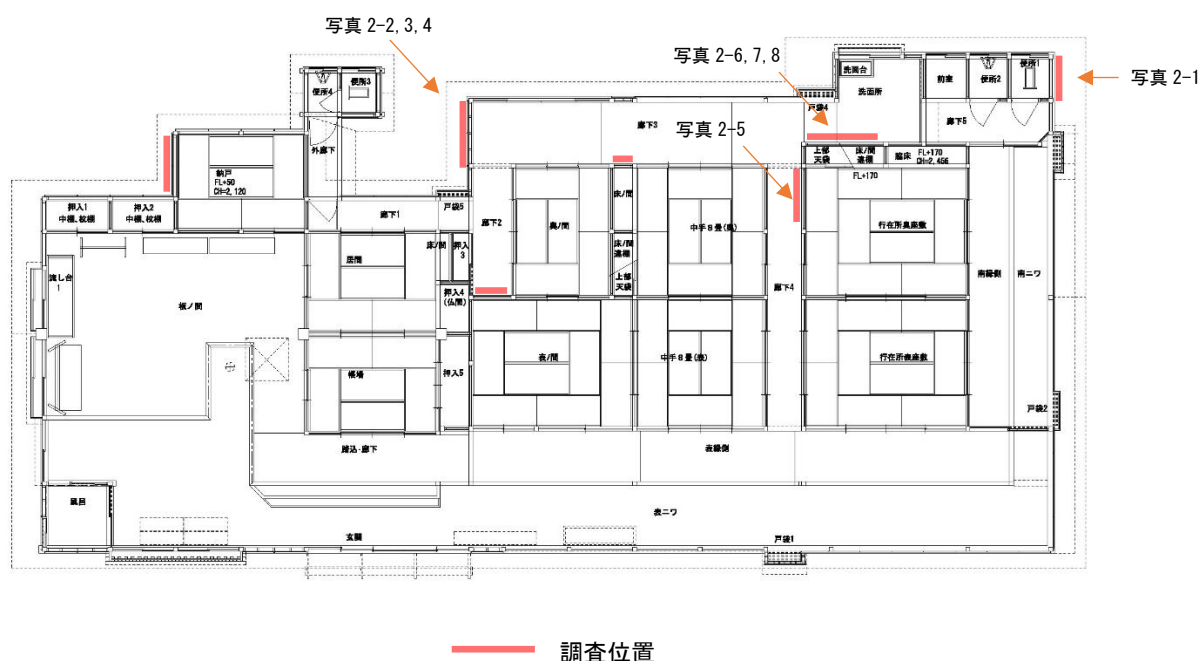 写真 2-2, 3, 4
写真 2-6, 7, 8
写真 2-1
写真 2-5
便所4
便所3
外廊下
納戸
FL+50
CH=2,120
押入1
中棚、枕棚
押入2
中棚、枕棚
廊下1
戸袋5
廊下3
戸袋4
洗面台
洗面所
前室
便所2
便所1
廊下5
上部
天袋
床ノ間
違棚
脇床
FL+170
CH=2,456
FL+170
流し台
1
板ノ間
居間
床ノ間
押入
3
押入4
(仏間)
廊下2
奥ノ間
床ノ間
床ノ間
違棚
上部
天袋
中手8畳(奥)
廊下4
行在所奥座敷
南縁側
南ニワ
帳場
押入5
表ノ間
中手8畳(表)
行在所表座敷
戸袋2
踏込・廊下
表縁側
風呂
玄関
表ニワ
戸袋1
調査位置